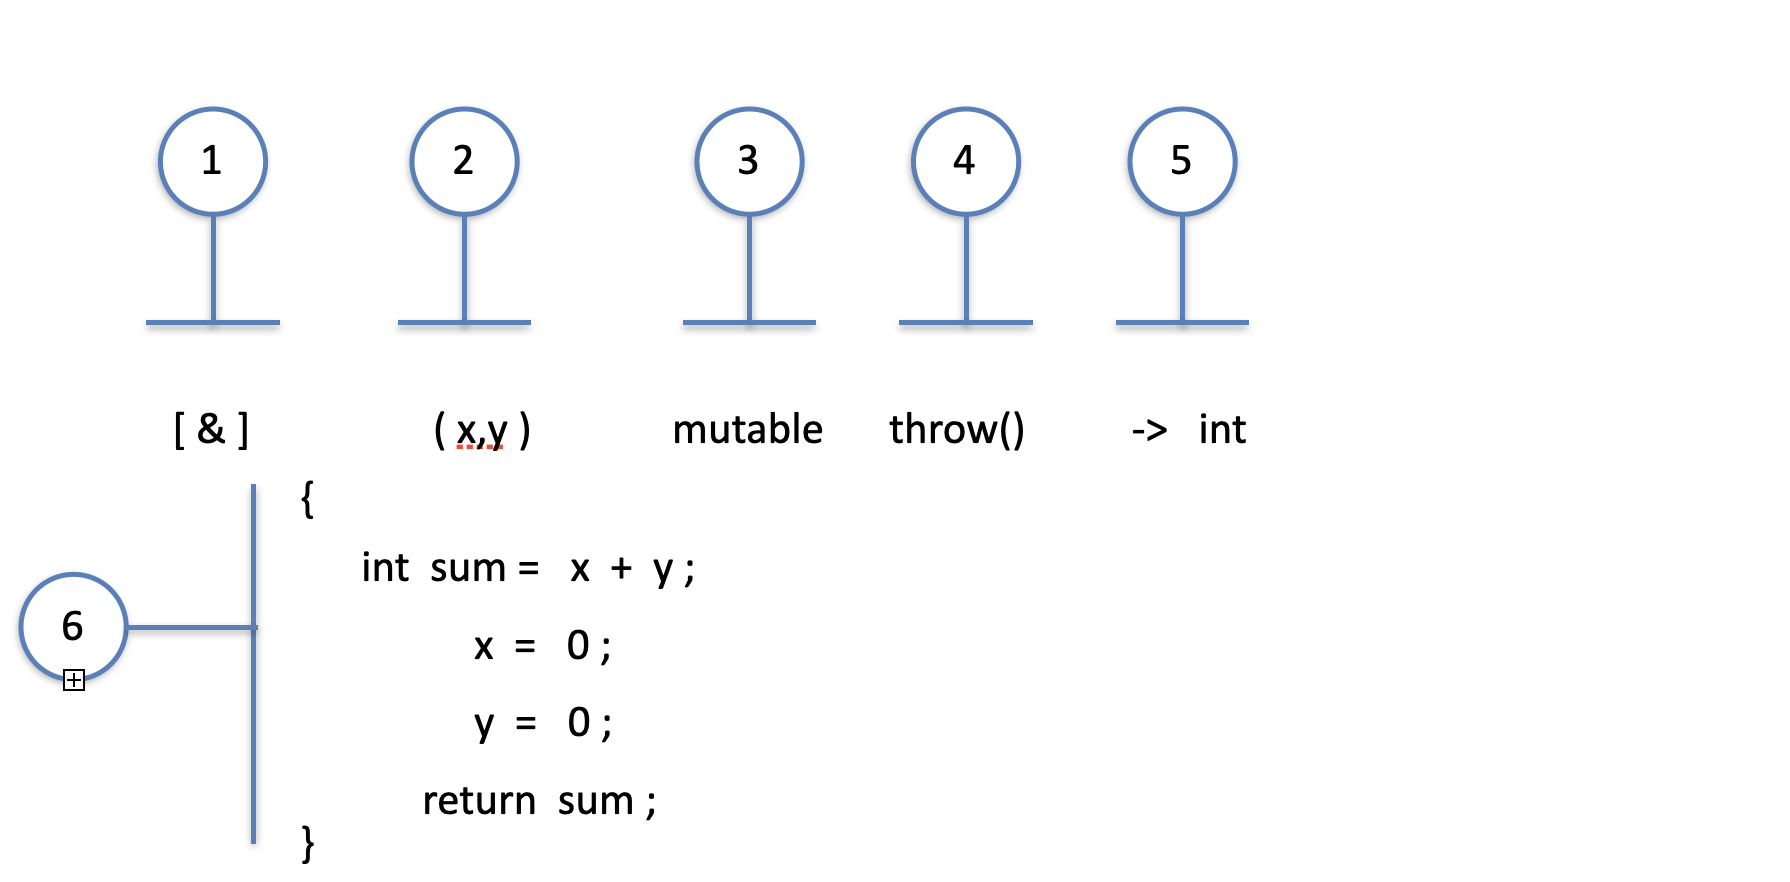 1 2 3 4 5
[ & ] ( x,y ) mutable throw() -> int
{
int sum = x + y ;
6
x = 0 ;
y = 0 ;
return sum ;
}